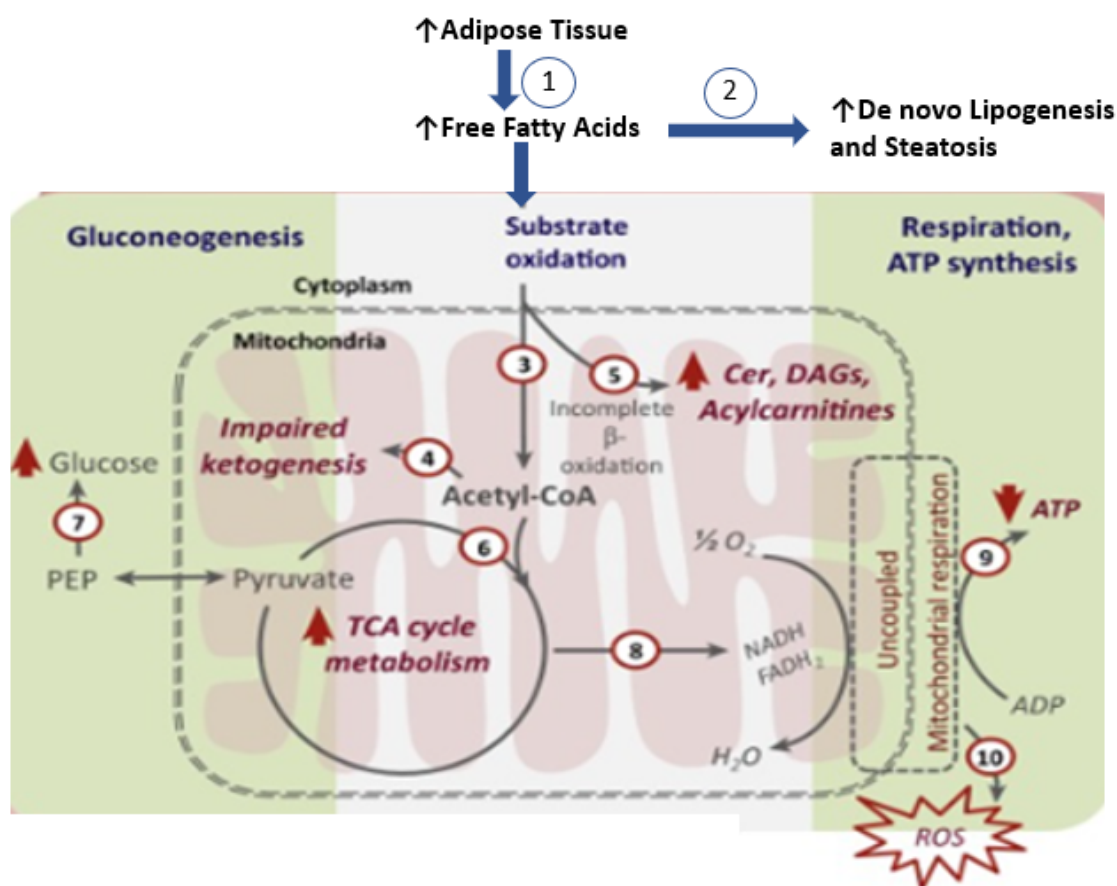 ↑Adipose Tissue
1
2
↑Free Fatty Acids
↑De novo Lipogenesis
and Steatosis
Gluconeogenesis
Substrate
oxidation
Respiration,
ATP synthesis
Cytoplasm
Mitochondria
3
5
Cer, DAGs,
Acylcarnitines
Incomplete
β-
oxidation
Impaired
ketogenesis
4
Glucose
Acetyl-CoA
7
6
½ O₂
ATP
9
PEP
Pyruvate
TCA cycle
metabolism
8
NADH
FADH₂
Uncoupled
Mitochondrial respiration
ADP
H₂O
10
ROS